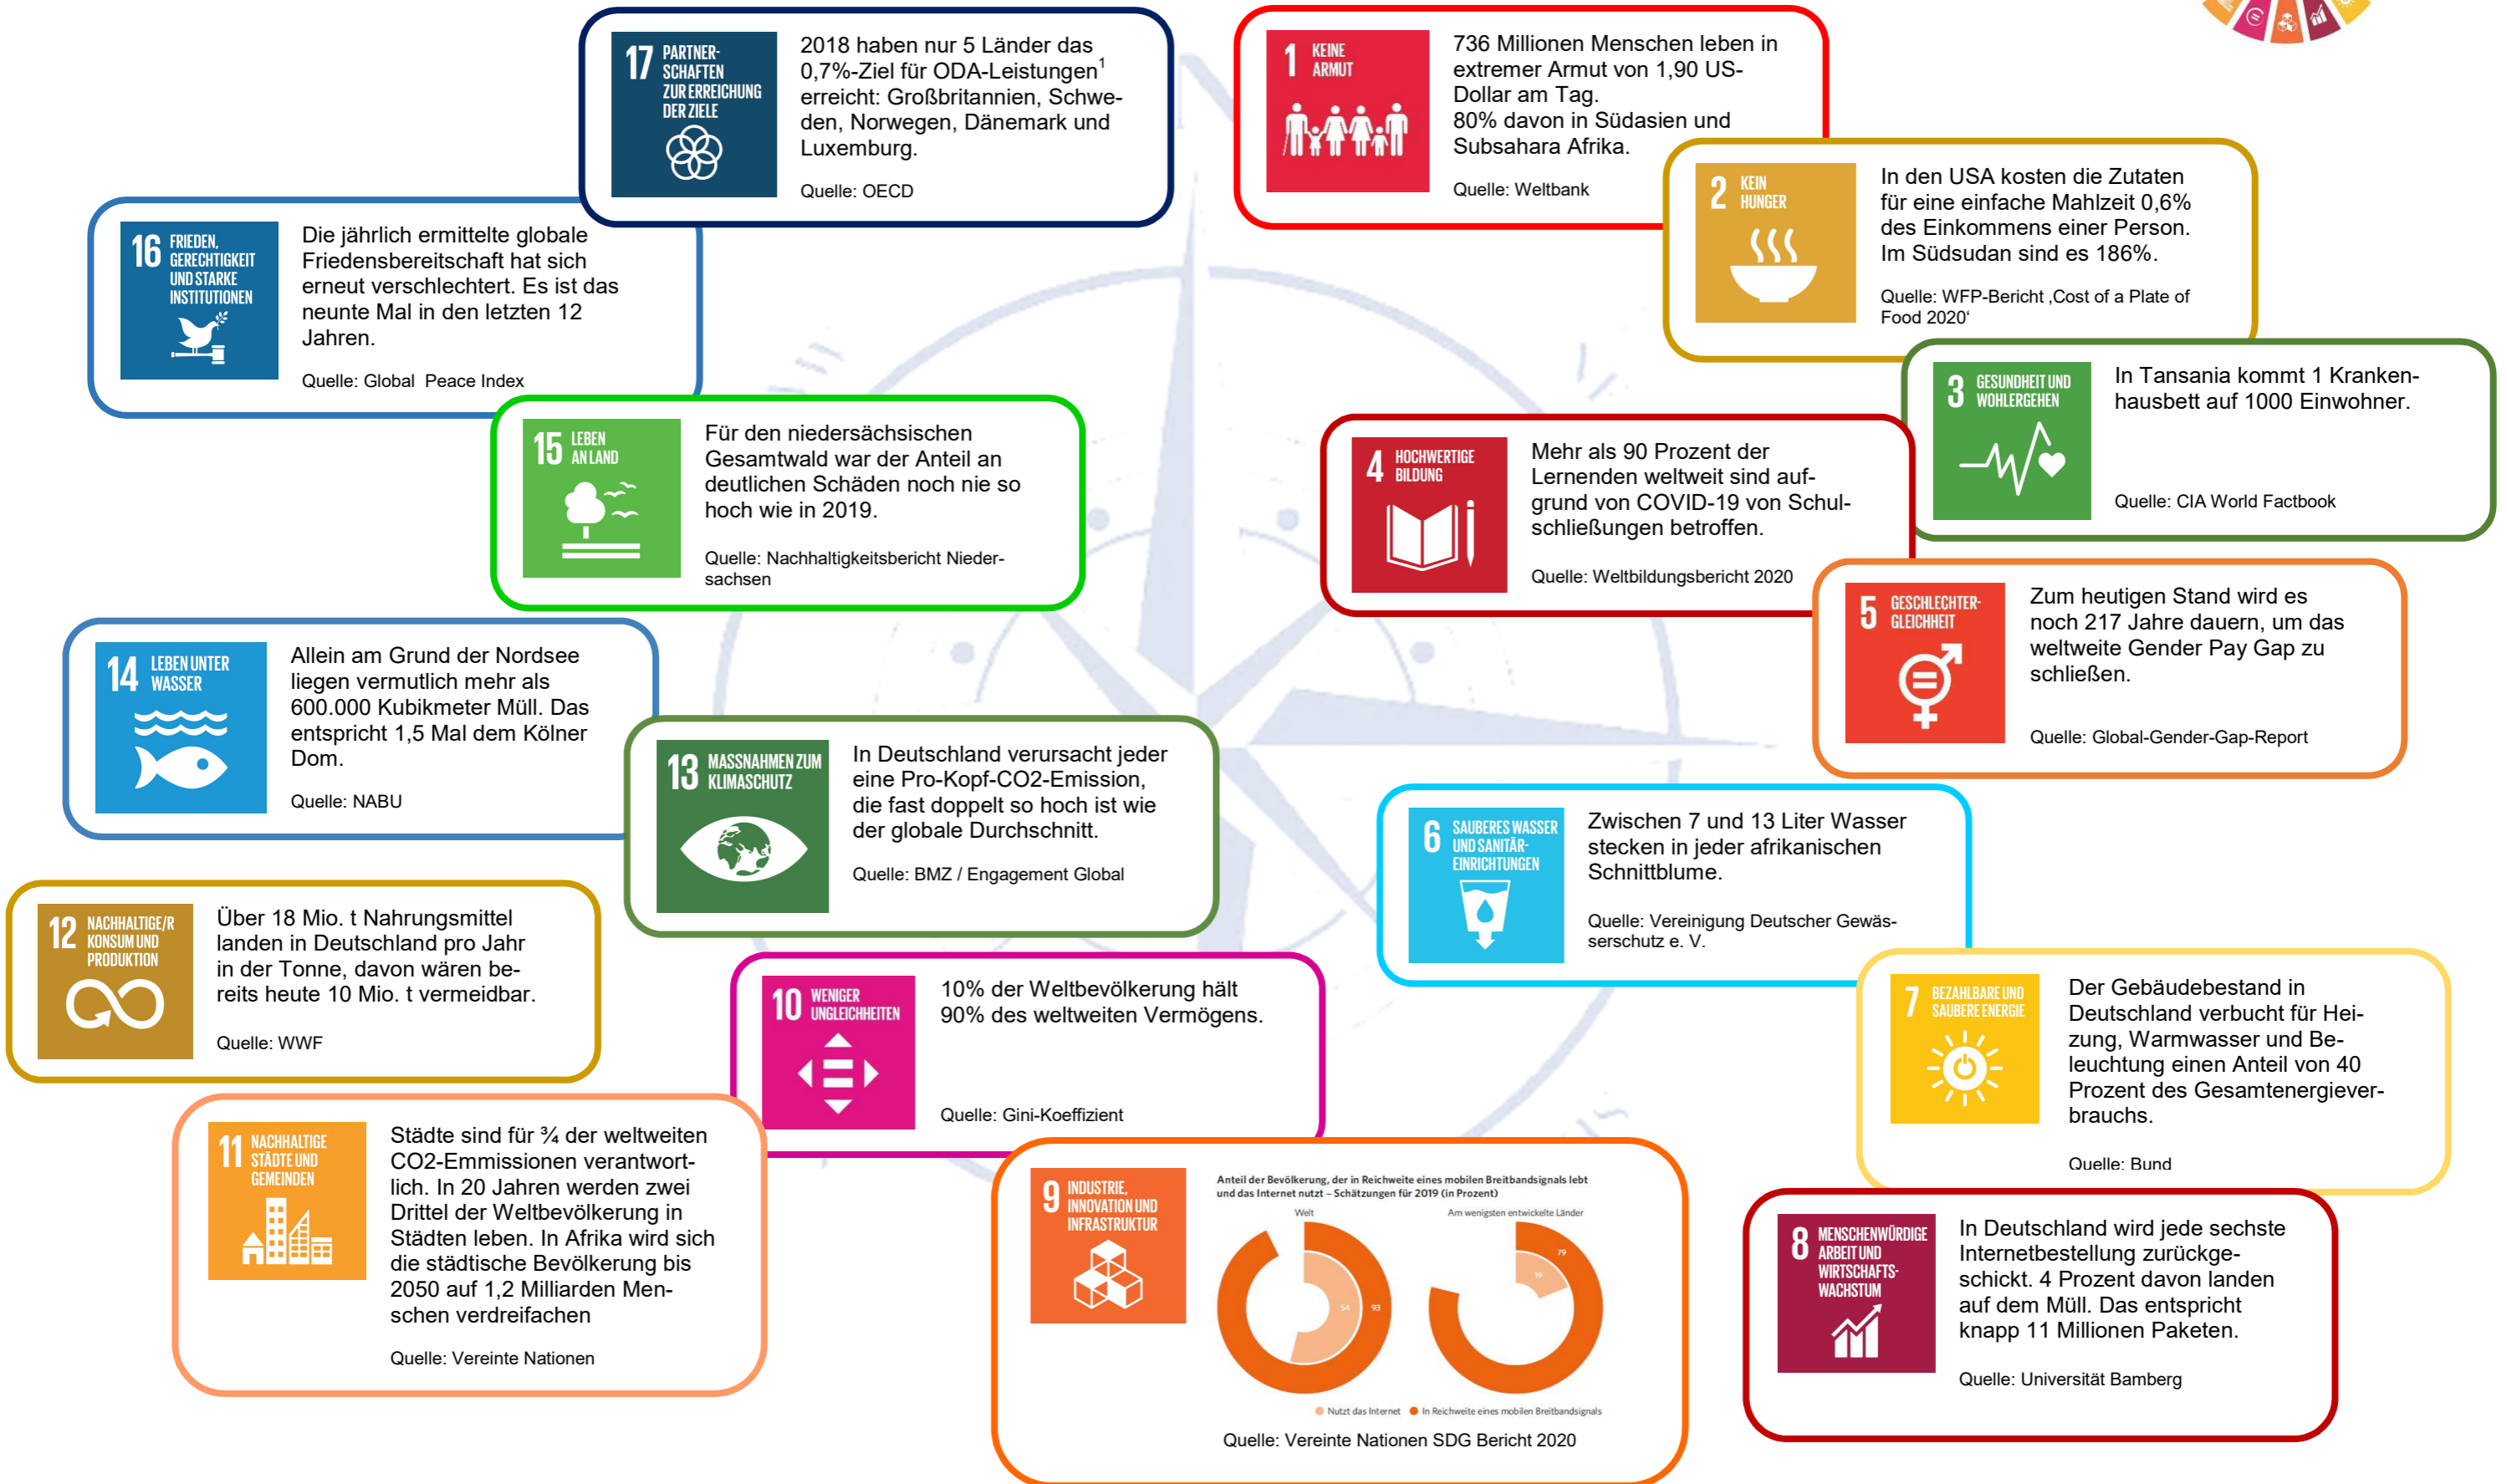 17 PARTNER-
SCHAFTEN
ZUR ERREICHUNG
DER ZIELE
2018 haben nur 5 Länder das
0,7%-Ziel für ODA-Leistungen¹
erreicht: Großbritannien, Schwe-
den, Norwegen, Dänemark und
Luxemburg.
Quelle: OECD
1 KEINE
ARMUT
736 Millionen Menschen leben in
extremer Armut von 1,90 US-
Dollar am Tag.
80% davon in Südasien und
Subsahara Afrika.
Quelle: Weltbank
2 KEIN
HUNGER
In den USA kosten die Zutaten
für eine einfache Mahlzeit 0,6%
des Einkommens einer Person.
Im Südsudan sind es 186%.
Quelle: WFP-Bericht ‚Cost of a Plate of
Food 2020‘
16 FRIEDEN,
GERECHTIGKEIT
UND STARKE
INSTITUTIONEN
Die jährlich ermittelte globale
Friedensbereitschaft hat sich
erneut verschlechtert. Es ist das
neunte Mal in den letzten 12
Jahren.
Quelle: Global  Peace Index
3 GESUNDHEIT UND
WOHLERGEHEN
In Tansania kommt 1 Kranken-
hausbett auf 1000 Einwohner.
Quelle: CIA World Factbook
15 LEBEN
AN LAND
Für den niedersächsischen
Gesamtwald war der Anteil an
deutlichen Schäden noch nie so
hoch wie in 2019.
Quelle: Nachhaltigkeitsbericht Nieder-
sachsen
4 HOCHWERTIGE
BILDUNG
Mehr als 90 Prozent der
Lernenden weltweit sind auf-
grund von COVID-19 von Schul-
schließungen betroffen.
Quelle: Weltbildungsbericht 2020
5 GESCHLECHTER-
GLEICHHEIT
Zum heutigen Stand wird es
noch 217 Jahre dauern, um das
weltweite Gender Pay Gap zu
schließen.
Quelle: Global-Gender-Gap-Report
14 LEBEN UNTER
WASSER
Allein am Grund der Nordsee
liegen vermutlich mehr als
600.000 Kubikmeter Müll. Das
entspricht 1,5 Mal dem Kölner
Dom.
Quelle: NABU
13 MASSNAHMEN ZUM
KLIMASCHUTZ
In Deutschland verursacht jeder
eine Pro-Kopf-CO2-Emission,
die fast doppelt so hoch ist wie
der globale Durchschnitt.
Quelle: BMZ / Engagement Global
6 SAUBERES WASSER
UND SANITÄR-
EINRICHTUNGEN
Zwischen 7 und 13 Liter Wasser
stecken in jeder afrikanischen
Schnittblume.
Quelle: Vereinigung Deutscher Gewäs-
serschutz e. V.
12 NACHHALTIGE/R
KONSUM UND
PRODUKTION
Über 18 Mio. t Nahrungsmittel
landen in Deutschland pro Jahr
in der Tonne, davon wären be-
reits heute 10 Mio. t vermeidbar.
Quelle: WWF
10 WENIGER
UNGLEICHHEITEN
10% der Weltbevölkerung hält
90% des weltweiten Vermögens.
Quelle: Gini-Koeffizient
7 BEZAHLBARE UND
SAUBERE ENERGIE
Der Gebäudebestand in
Deutschland verbucht für Hei-
zung, Warmwasser und Be-
leuchtung einen Anteil von 40
Prozent des Gesamtenergiever-
brauchs.
Quelle: Bund
11 NACHHALTIGE
STÄDTE UND
GEMEINDEN
Städte sind für ¾ der weltweiten
CO2-Emmissionen verantwort-
lich. In 20 Jahren werden zwei
Drittel der Weltbevölkerung in
Städten leben. In Afrika wird sich
die städtische Bevölkerung bis
2050 auf 1,2 Milliarden Men-
schen verdreifachen
Quelle: Vereinte Nationen
9 INDUSTRIE,
INNOVATION UND
INFRASTRUKTUR
Anteil der Bevölkerung, der in Reichweite eines mobilen Breitbandsignals lebt
und das Internet nutzt – Schätzungen für 2019 (in Prozent)
Welt
Am wenigsten entwickelte Länder
54 93
79
19
Nutzt das Internet In Reichweite eines mobilen Breitbandsignals
Quelle: Vereinte Nationen SDG Bericht 2020
8 MENSCHENWÜRDIGE
ARBEIT UND
WIRTSCHAFTS-
WACHSTUM
In Deutschland wird jede sechste
Internetbestellung zurückge-
schickt. 4 Prozent davon landen
auf dem Müll. Das entspricht
knapp 11 Millionen Paketen.
Quelle: Universität Bamberg